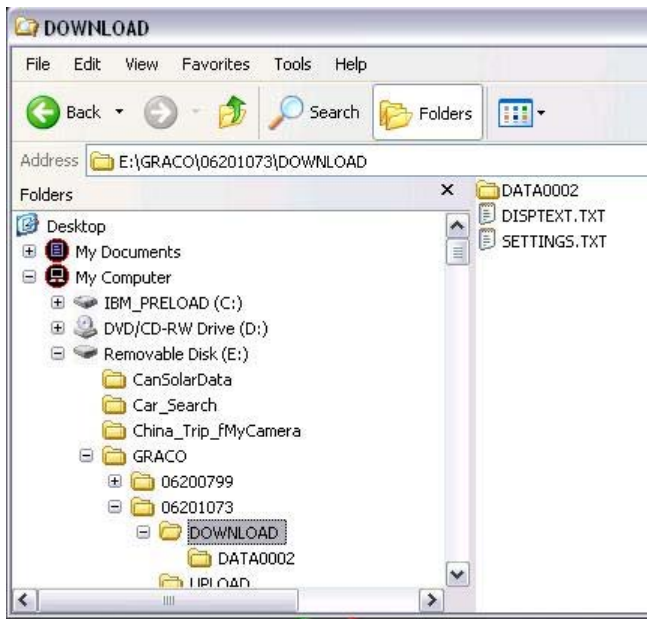 DOWNLOAD
File Edit View Favorites Tools Help
Back Search Folders
Address E:\GRACO\06201073\DOWNLOAD
Folders x
Desktop
My Documents
My Computer
IBM_PRELOAD (C:)
DVD/CD-RW Drive (D:)
Removable Disk (E:)
CanSolarData
Car_Search
China_Trip_fMyCamera
GRACO
06200799
06201073
DOWNLOAD
DATA0002
UPLOAD
DATA0002
DISPTEXT.TXT
SETTINGS.TXT